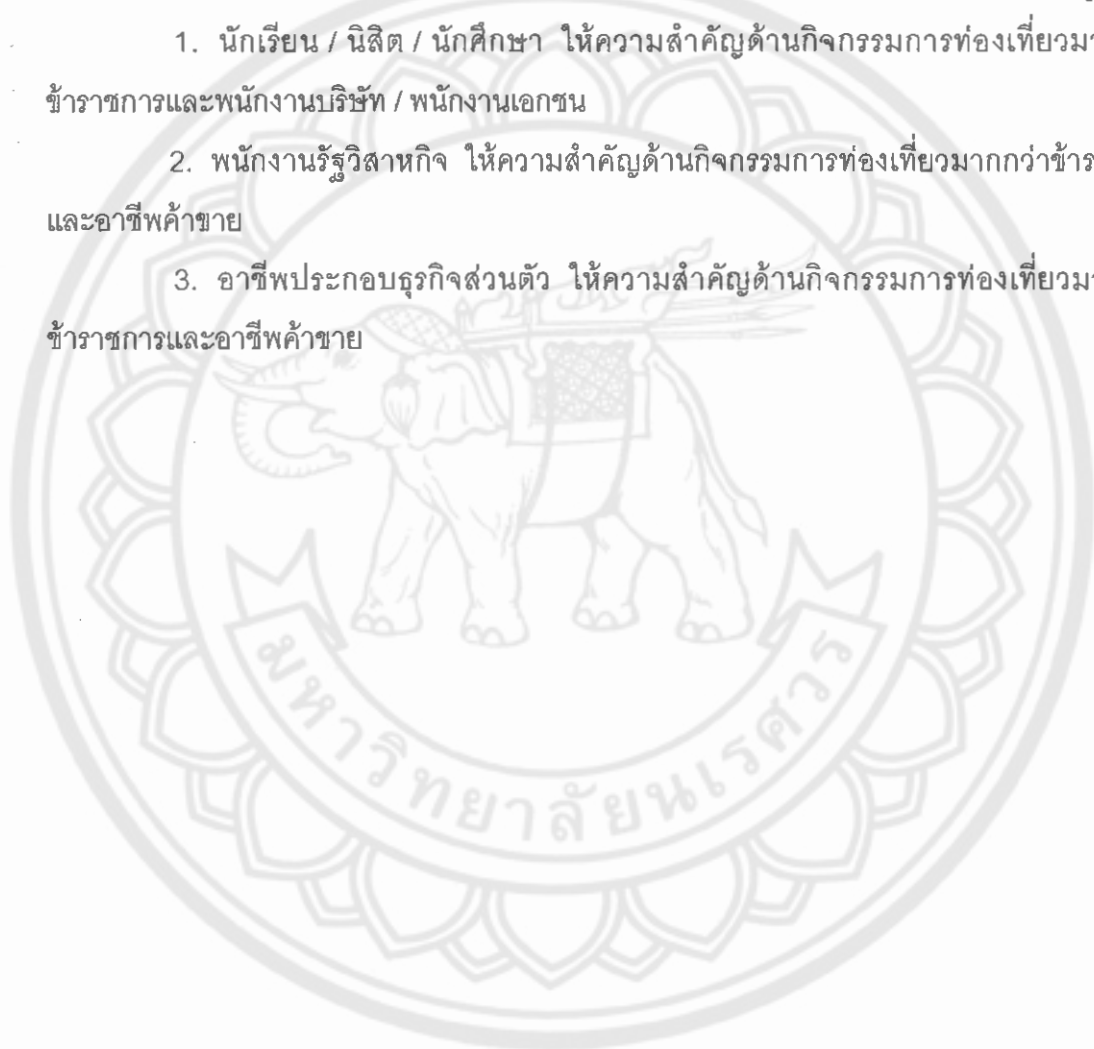 1. นักเรียน / นิสิต / นักศึกษา ให้ความสำคัญด้านกิจกรรมการท่องเที่ยว
ข้าราชการและพนักงานบริษัท / พนักงานเอกชน
2. พนักงานรัฐวิสาหกิจ ให้ความสำคัญด้านกิจกรรมการท่องเที่ยวมากกว่า
และอาชีพค้าขาย
3. อาชีพประกอบธุรกิจส่วนตัว ให้ความสำคัญด้านกิจกรรมการท่องเที่ยว
ข้าราชการและอาชีพค้าขาย
มหาวิทยาลัยนเรศวร